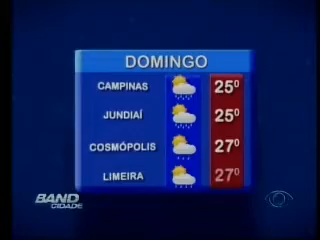 DOMINGO
CAMPINAS 25º
JUNDIAÍ 25º
COSMÓPOLIS 27º
LIMEIRA 27º
BAND
CIDADE